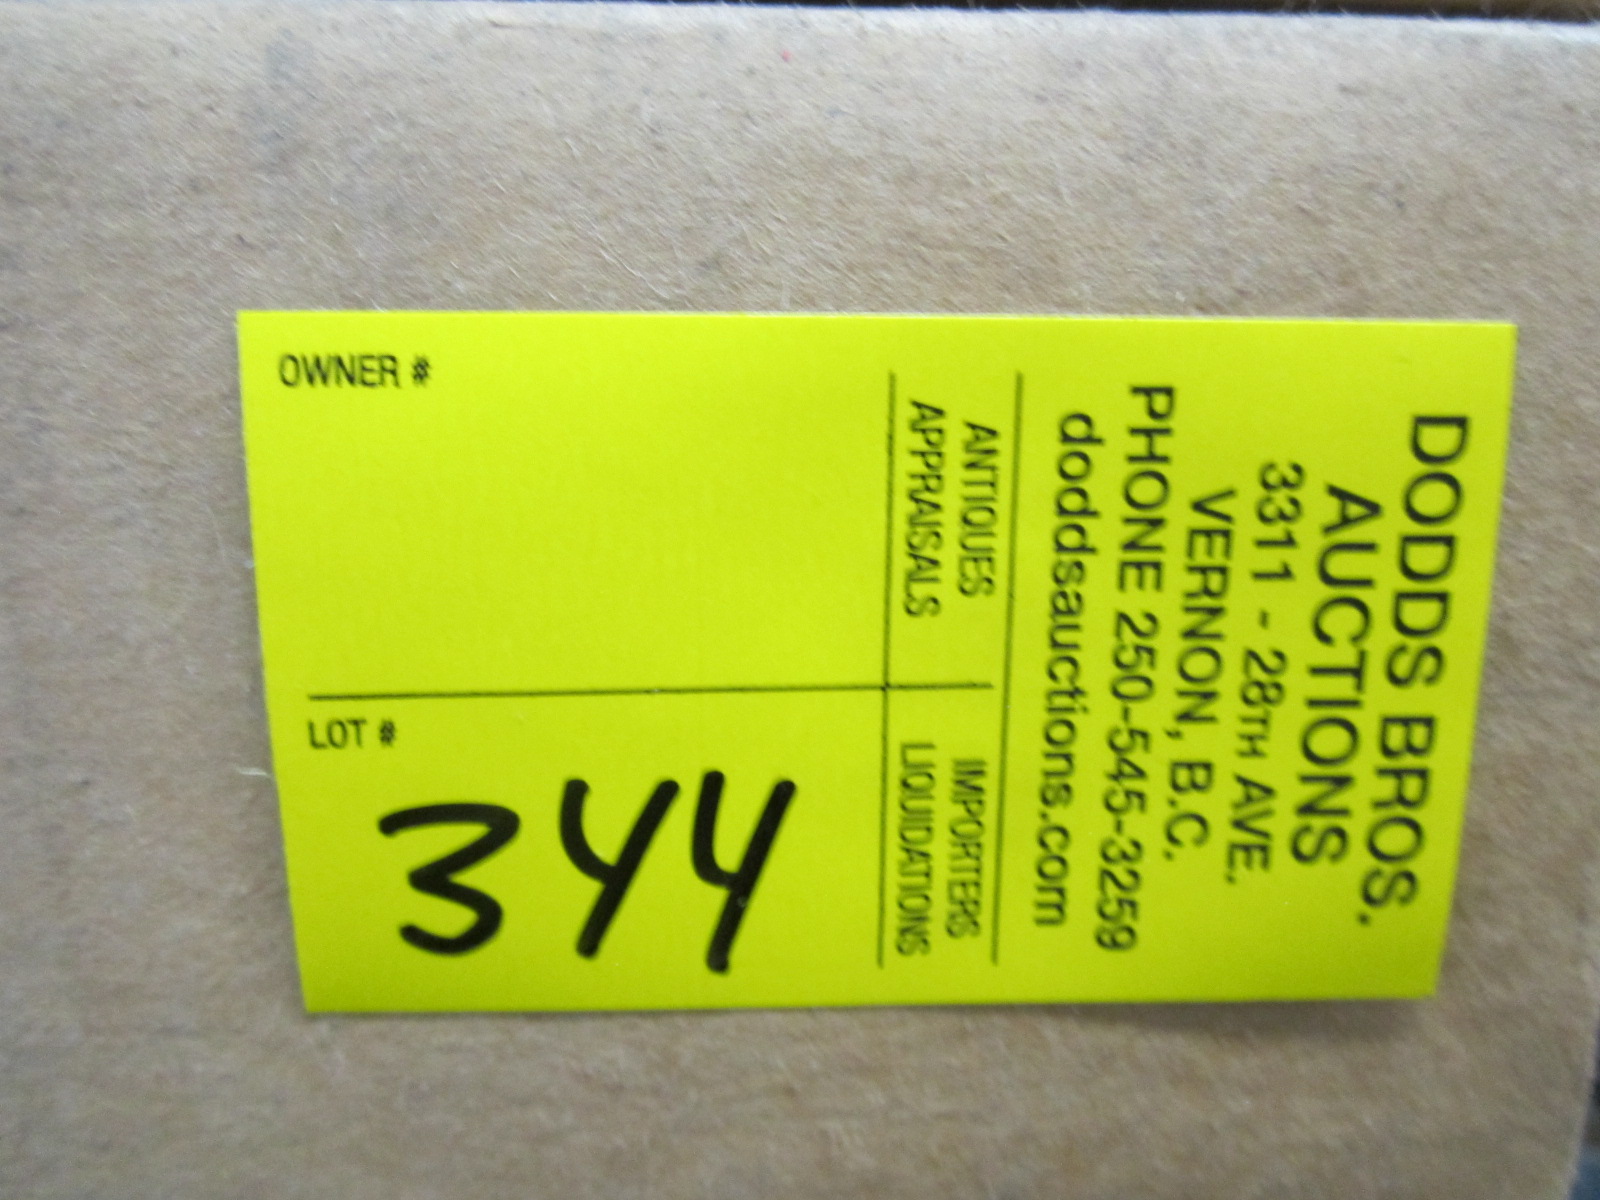 DODDS BROS.
AUCTIONS
3311 - 28TH AVE.
VERNON, B.C.
PHONE 250-545-3259
doddsauctions.com
ANTIQUES
APPRAISALS
IMPORTERS
LIQUIDATIONS
OWNER #
LOT #
344